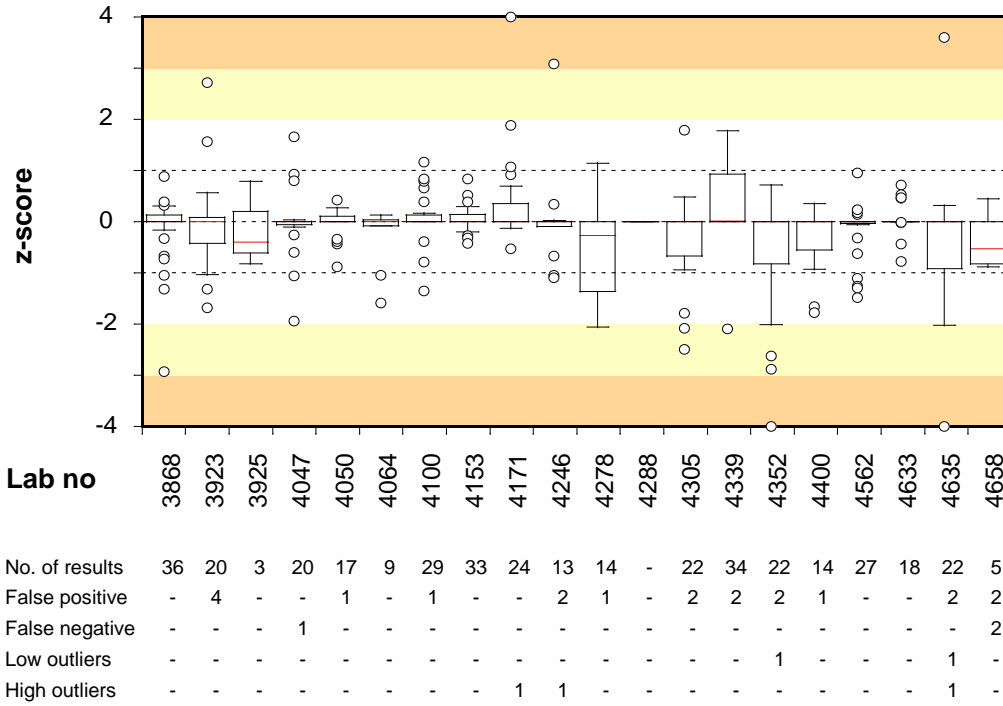 4
2
0
-2
-4
z-score
Lab no 3868 3923 3925 4047 4050 4064 4100 4153 4171 4246 4278 4288 4305 4339 4352 4400 4562 4633 4635 4658
No. of results 36 20 3 20 17 9 29 33 24 13 14 - 22 34 22 14 27 18 22 5
False positive - 4 - - 1 - 1 - - 2 1 - 2 2 2 1 - - 2 2
False negative - - - 1 - - - - - - - - - - - - - - - 2
Low outliers - - - - - - - - - - - - - - 1 - - - 1 -
High outliers - - - - - - - - 1 1 - - - - - - - - 1 -